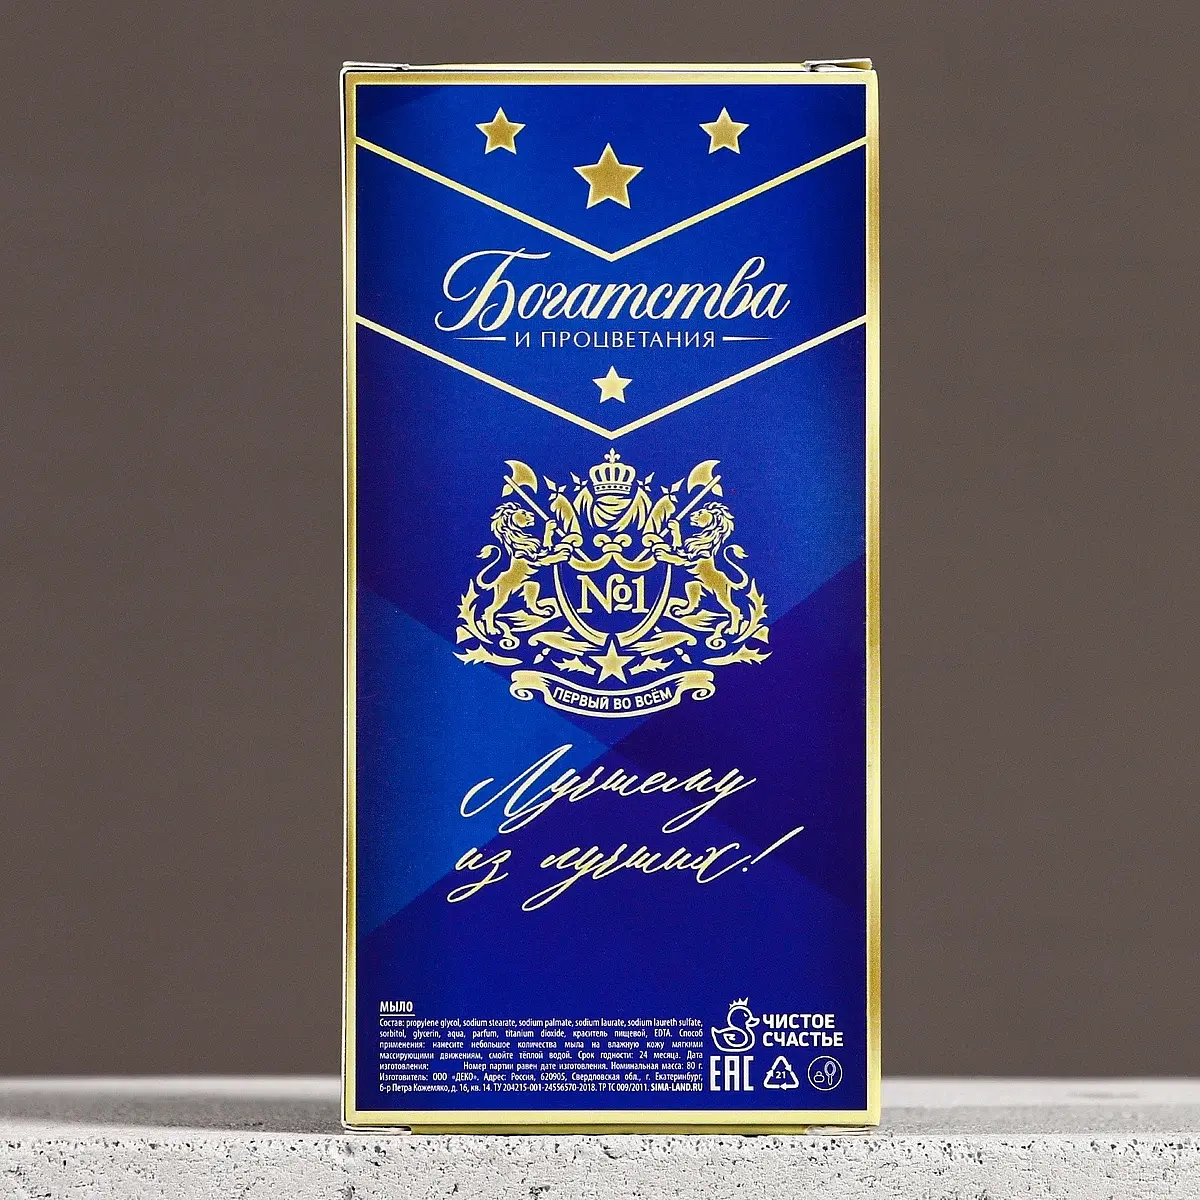 Богатства
И ПРОЦВЕТАНИЯ
№1
ПЕРВЫЙ ВО ВСЁМ
Лучшему
из лучших!
МЫЛО
Состав: propylene glycol, sodium stearate, sodium palmate, sodium laurate, sodium laureth sulfate,
sorbitol, glycerin, aqua, parfum, titanium dioxide, краситель пищевой, EDTA. Способ
применения: нанесите небольшое количества мыла на влажную кожу мягкими
массирующими движениям, смойте тёплой водой. Срок годности: 24 месяца. Дата
изготовления: Номер партии равен дате изготовления. Номинальная масса: 80 г.
Изготовитель: ООО «ДЕКО», Адрес: Россия, 620905, Свердловская обл., г. Екатеринбург,
б-р Петра Кожемяко, д. 16, кв. 14. ТУ 204215-001-24556570-2018. ТР ТС 009/2011. SIMA-LAND.RU
ЧИСТОЕ
СЧАСТЬЕ
EAC
21